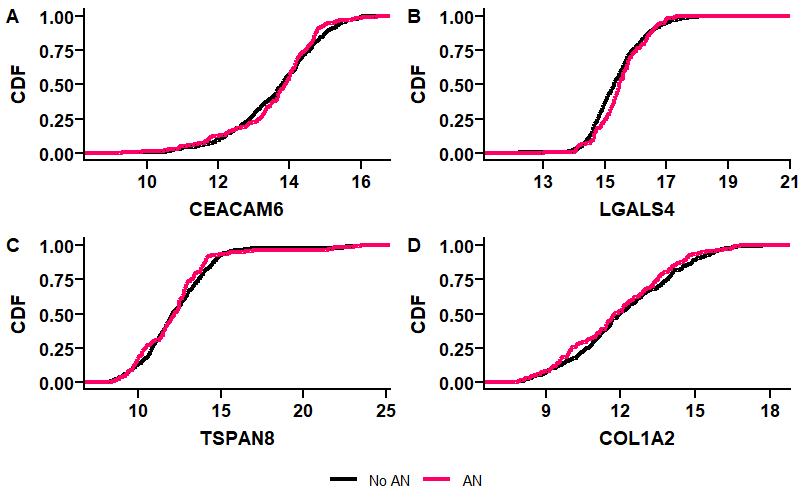 A
CDF
1.00
0.75
0.50
0.25
0.00
10 12 14 16
CEACAM6
B
CDF
1.00
0.75
0.50
0.25
0.00
13 15 17 19 21
LGALS4
C
CDF
1.00
0.75
0.50
0.25
0.00
10 15 20 25
TSPAN8
D
CDF
1.00
0.75
0.50
0.25
0.00
9 12 15 18
COL1A2
No AN AN